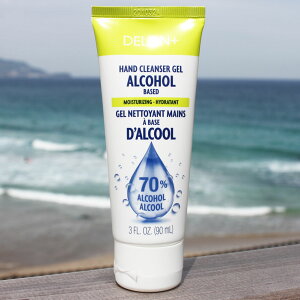 DELON+
HAND CLEANSER GEL
ALCOHOL
BASED
MOISTURIZING - HYDRATANT
GEL NETTOYANT MAINS
À BASE
D'ALCOOL
70%
ALCOHOL
ALCOOL
3 FL. OZ. (90 mL)